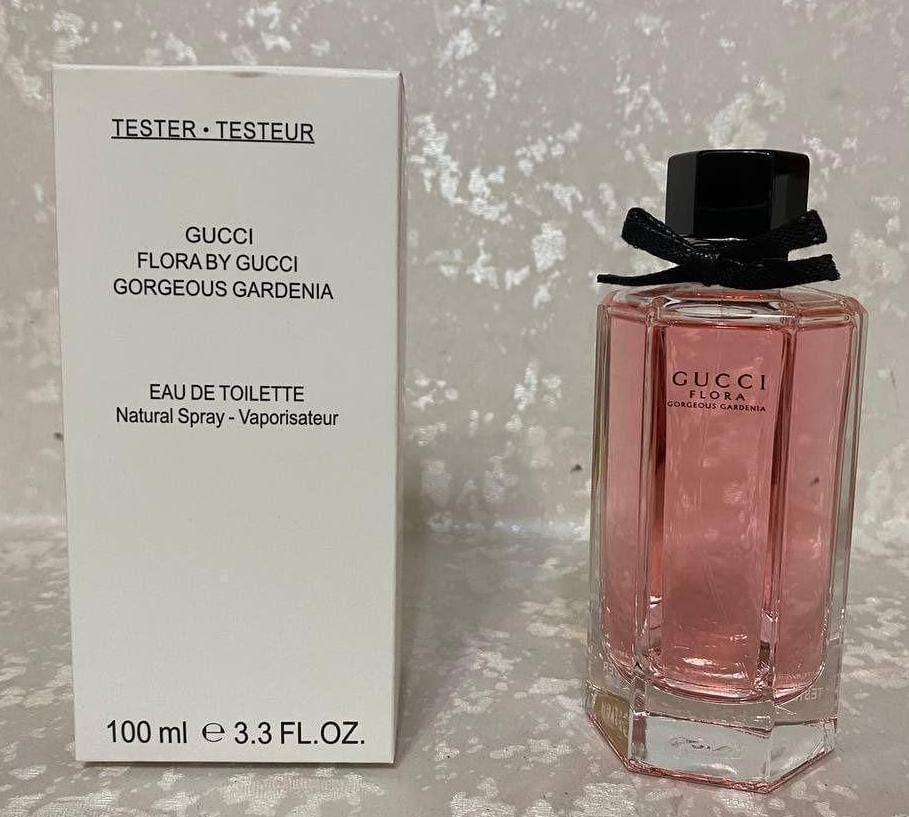 TESTER • TESTEUR
GUCCI
FLORA BY GUCCI
GORGEOUS GARDENIA
EAU DE TOILETTE
Natural Spray - Vaporisateur
100 ml ℮ 3.3 FL.OZ.
GUCCI
FLORA
GORGEOUS GARDENIA